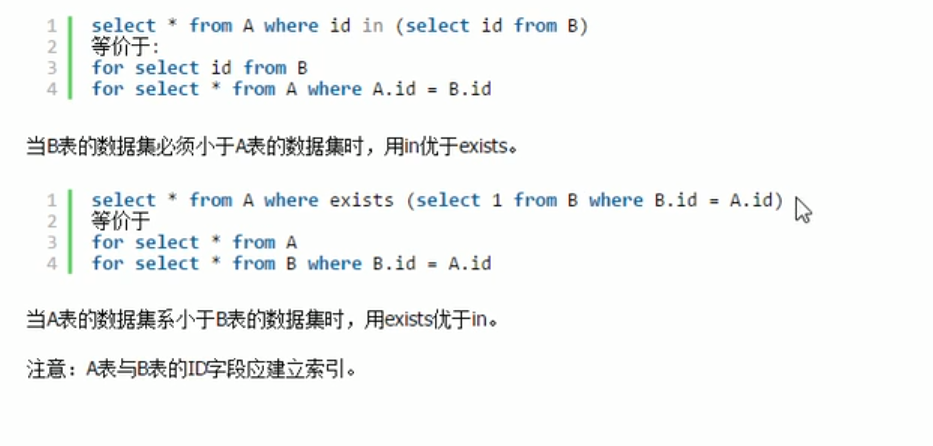 1 select * from A where id in (select id from B)
2 等价于:
3 for select id from B
4 for select * from A where A.id = B.id
当B表的数据集必须小于A表的数据集时，用in优于exists。
1 select * from A where exists (select 1 from B where B.id = A.id)
2 等价于
3 for select * from A
4 for select * from B where B.id = A.id
当A表的数据集系小于B表的数据集时，用exists优于in。
注意：A表与B表的ID字段应建立索引。